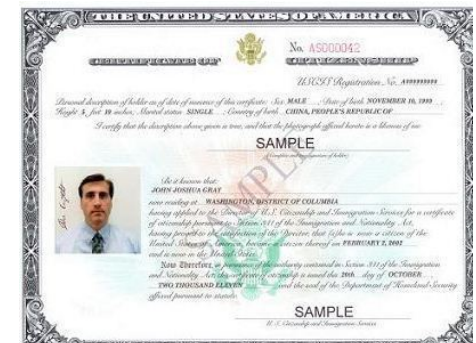 THE UNITED STATES OF AMERICA
No. AS000042
CERTIFICATE OF CITIZENSHIP
USCIS Registration No. A#########
Personal description of holder as of date of issuance of this certificate: Sex MALE Date of birth NOVEMBER 10, 1999
Height 5 feet 10 inches, Marital status SINGLE Country of birth CHINA, PEOPLE'S REPUBLIC OF
I certify that the description above given is true, and that the photograph affixed hereto is a likeness of me.
SAMPLE
(Complete and true signature of holder)
SAMPLE
Be it known that:
JOHN JOSHUA GRAY
now residing at WASHINGTON, DISTRICT OF COLUMBIA
having applied to the Director of U.S. Citizenship and Immigration Services for a certificate
of citizenship pursuant to Section 341 of the Immigration and Nationality Act,
having proved to the satisfaction of the Director, that (s)he is now a citizen of the
United States of America, became a citizen thereof on FEBRUARY 2, 2002
and is now in the United States.
Now Therefore, in pursuance of the authority contained in Section 341 of the Immigration
and Nationality Act, this certificate of citizenship is issued the 20th day of OCTOBER
TWO THOUSAND ELEVEN and the seal of the Department of Homeland Security
affixed pursuant to statute.
SAMPLE
U. S. Citizenship and Immigration Services